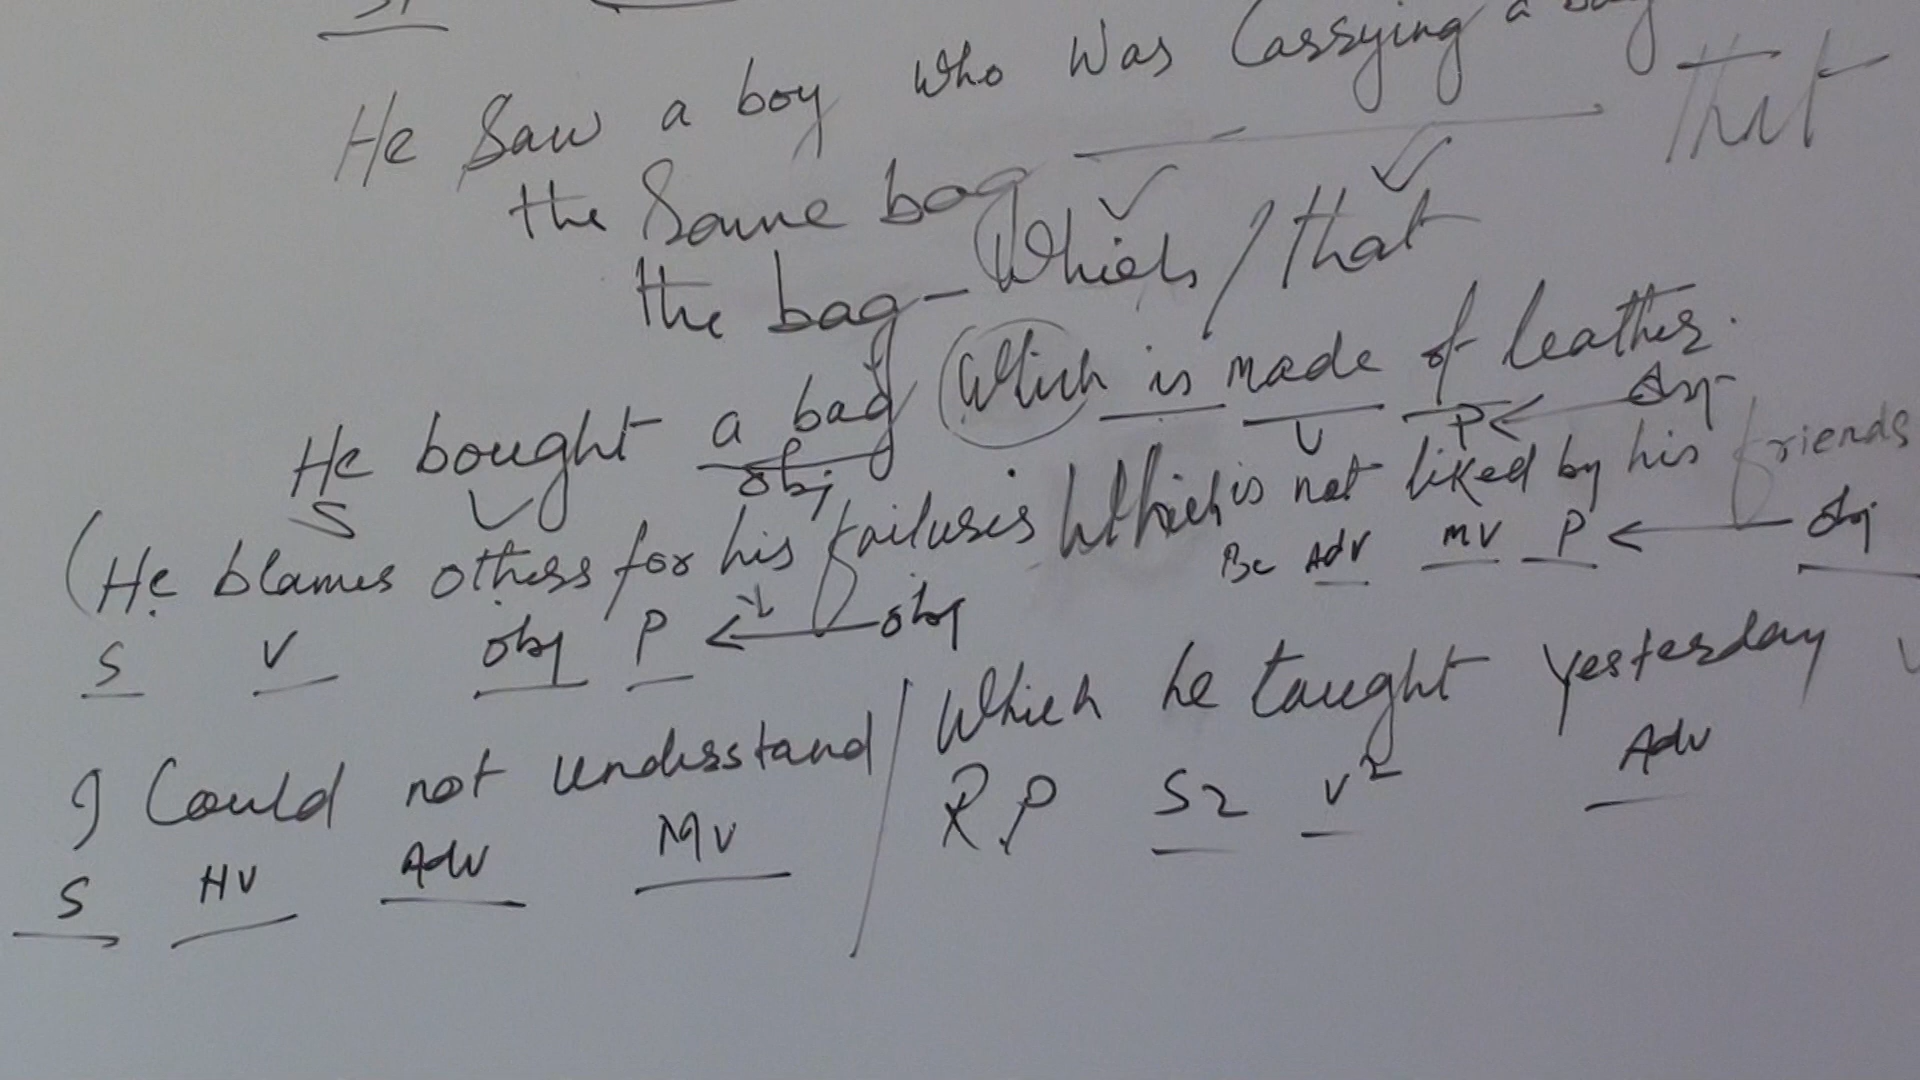 He Saw a boy who was Carrying a bag
that
the Same bag
the bag - Which / that
He bought a bag which is made of leather.
S V obj V P obj
(He blames others for his failures Which is not liked by his friends
S V obj P obj Be Adv MV P obj
I Could not understand / Which he taught yesterday
S HV Adv MV R.P S2 V2 Adv